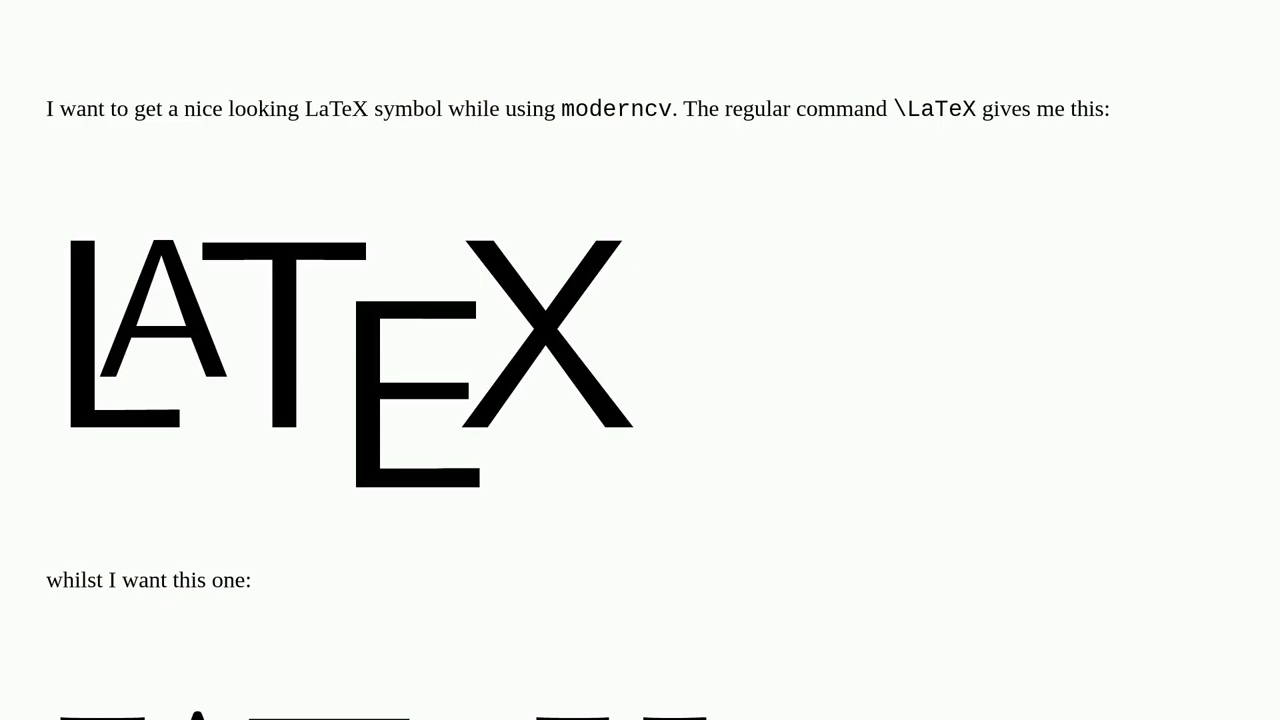 I want to get a nice looking LaTeX symbol while using moderncv. The regular command \LaTeX gives me this:
LATEX
whilst I want this one: